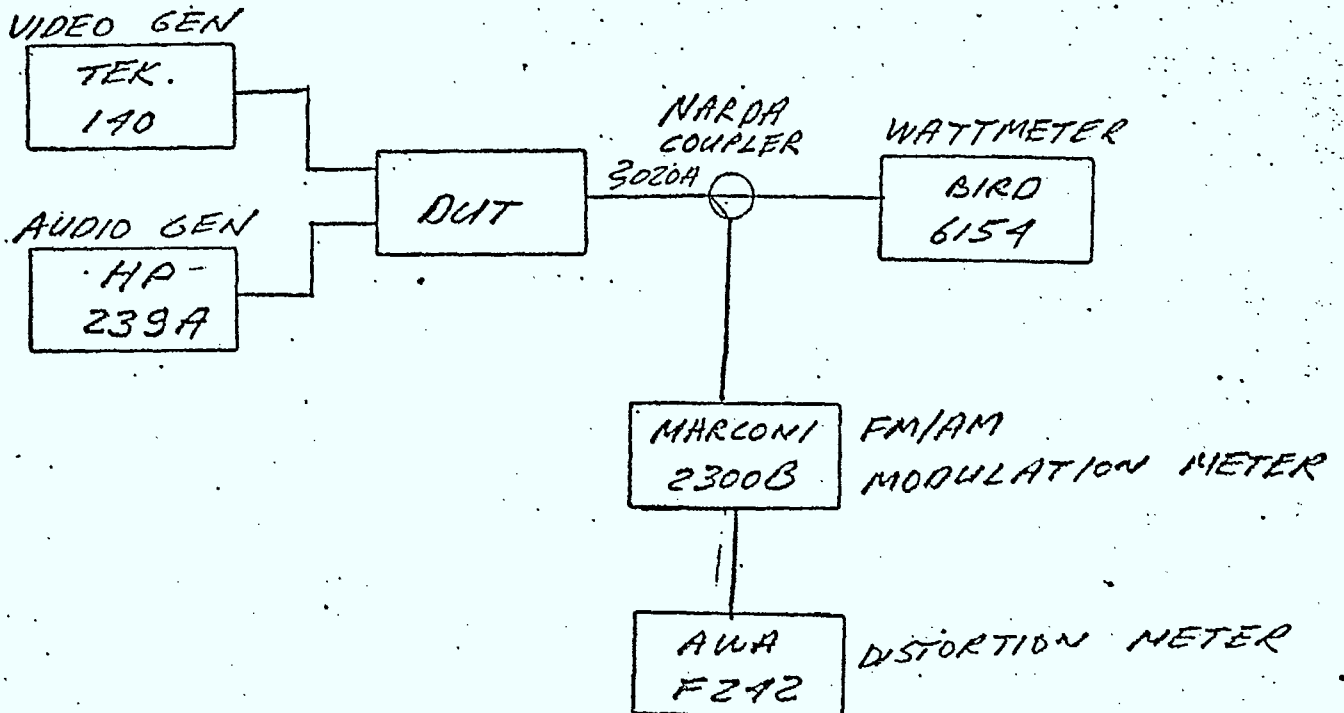 VIDEO GEN
TEK.
140
AUDIO GEN
HP-
239A
DUT
NARDA
COUPLER
3020A
WATTMETER
BIRD
6154
MARCONI
2300B
FM/AM
MODULATION METER
AWA
F242
DISTORTION METER